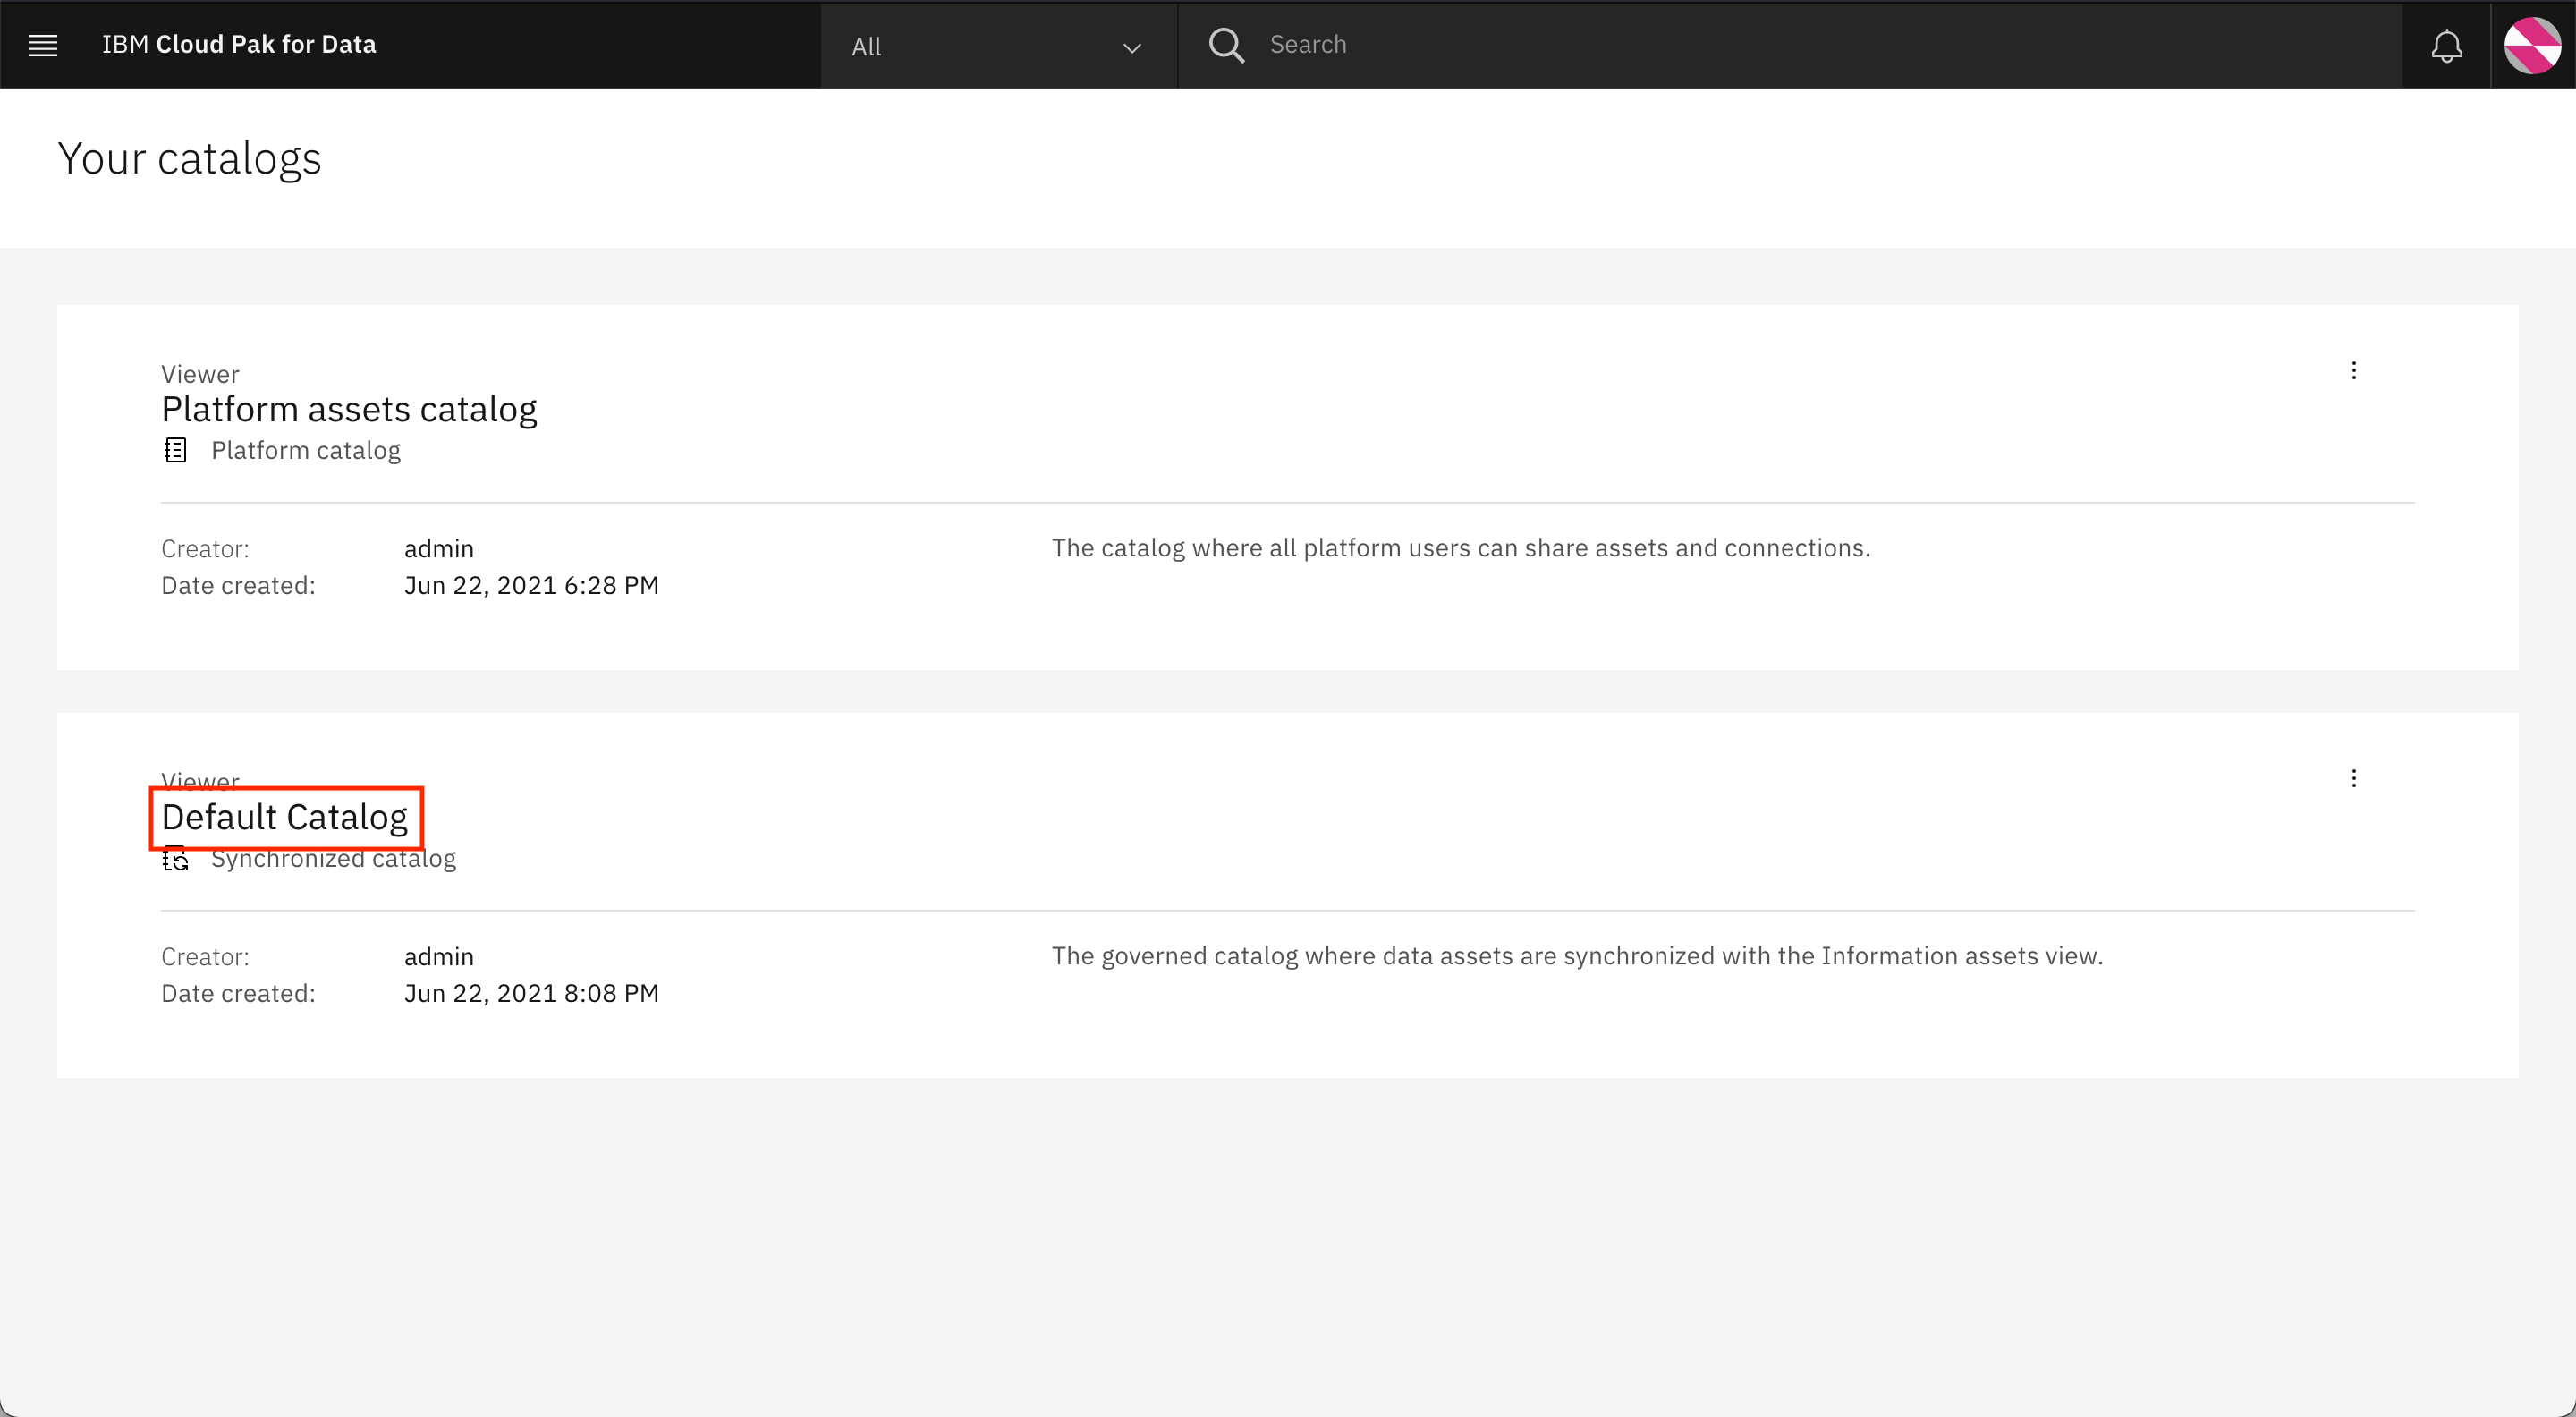 IBM Cloud Pak for Data
All
Search
Your catalogs
Viewer
Platform assets catalog
Platform catalog
Creator: admin
Date created: Jun 22, 2021 6:28 PM
The catalog where all platform users can share assets and connections.
Viewer
Default Catalog
Synchronized catalog
Creator: admin
Date created: Jun 22, 2021 8:08 PM
The governed catalog where data assets are synchronized with the Information assets view.